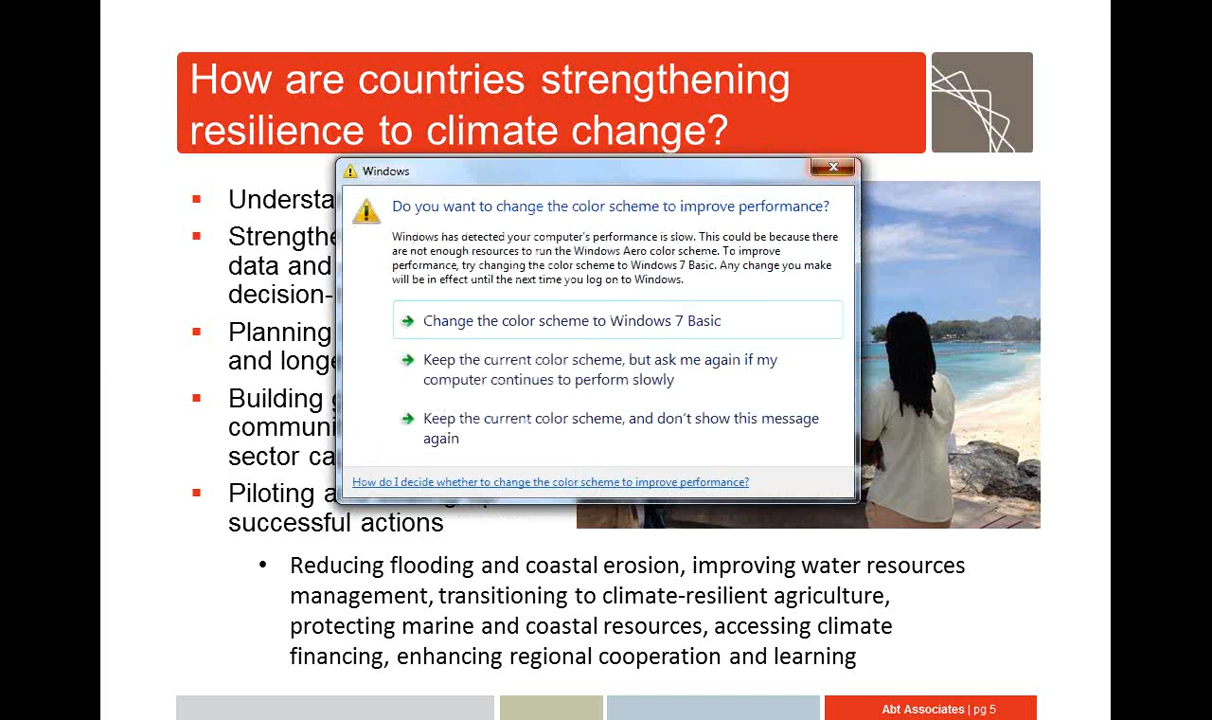 How are countries strengthening
resilience to climate change?
Windows
Do you want to change the color scheme to improve performance?
Windows has detected your computer's performance is slow. This could be because there
are not enough resources to run the Windows Aero color scheme. To improve
performance, try changing the color scheme to Windows 7 Basic. Any change you make
will be in effect until the next time you log on to Windows.
Change the color scheme to Windows 7 Basic
Keep the current color scheme, but ask me again if my
computer continues to perform slowly
Keep the current color scheme, and don't show this message
again
How do I decide whether to change the color scheme to improve performance?
Strength
data and
decision-
Planning
and longe
Building
communi
sector ca
Piloting a
successful actions
• Reducing flooding and coastal erosion, improving water resources
management, transitioning to climate-resilient agriculture,
protecting marine and coastal resources, accessing climate
financing, enhancing regional cooperation and learning
Abt Associates | pg 5